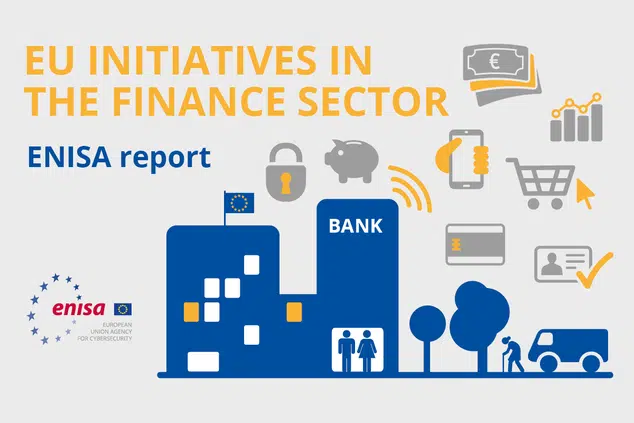 EU INITIATIVES IN
THE FINANCE SECTOR
ENISA report
€
BANK
enisa
EUROPEAN
UNION AGENCY
FOR CYBERSECURITY